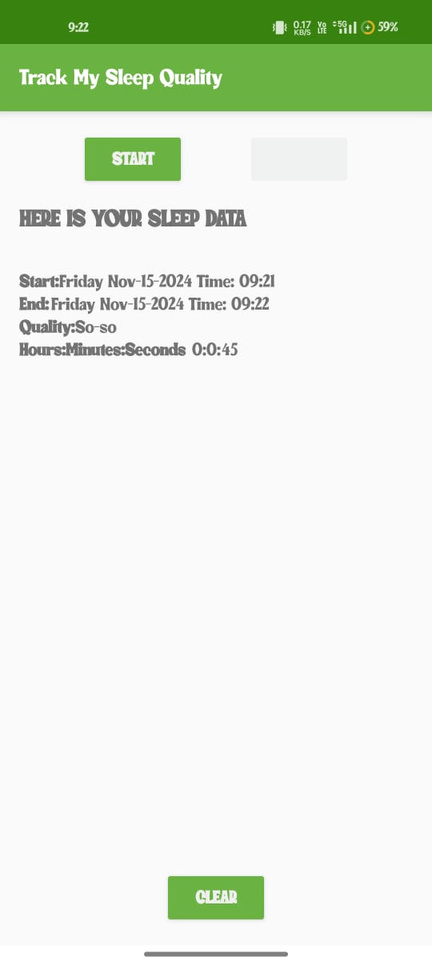 9:22
0.17 KB/S Vo LTE 5G 59%
Track My Sleep Quality
START
HERE IS YOUR SLEEP DATA
Start:Friday Nov-15-2024 Time: 09:21
End:Friday Nov-15-2024 Time: 09:22
Quality:So-so
Hours:Minutes:Seconds 0:0:45
CLEAR